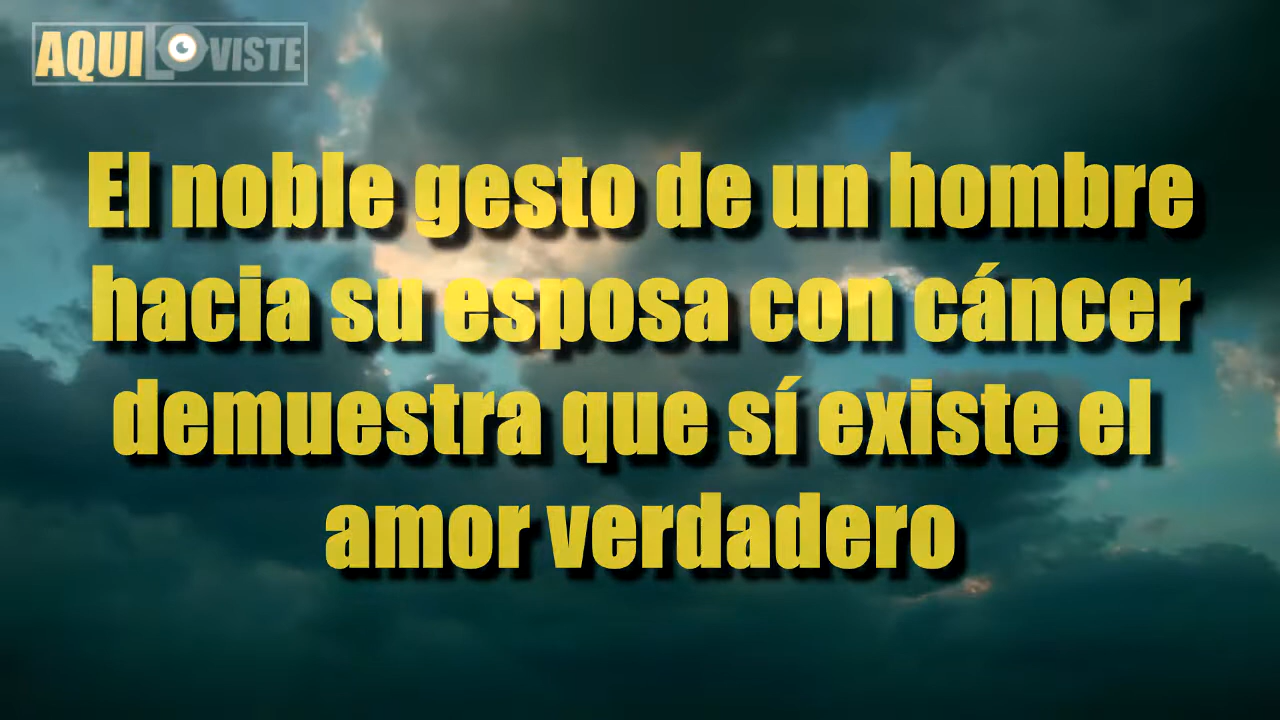 AQUI LO VISTE
El noble gesto de un hombre
hacia su esposa con cáncer
demuestra que sí existe el
amor verdadero